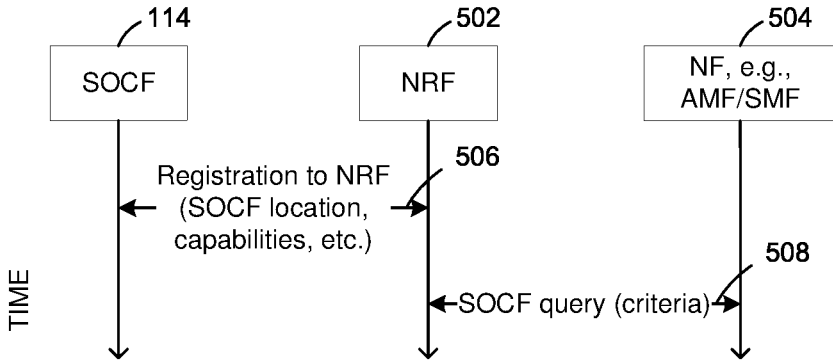 114
502
504
SOCF
NRF
NF, e.g.,
AMF/SMF
Registration to NRF
506
(SOCF location,
capabilities, etc.)
508
SOCF query (criteria)
TIME